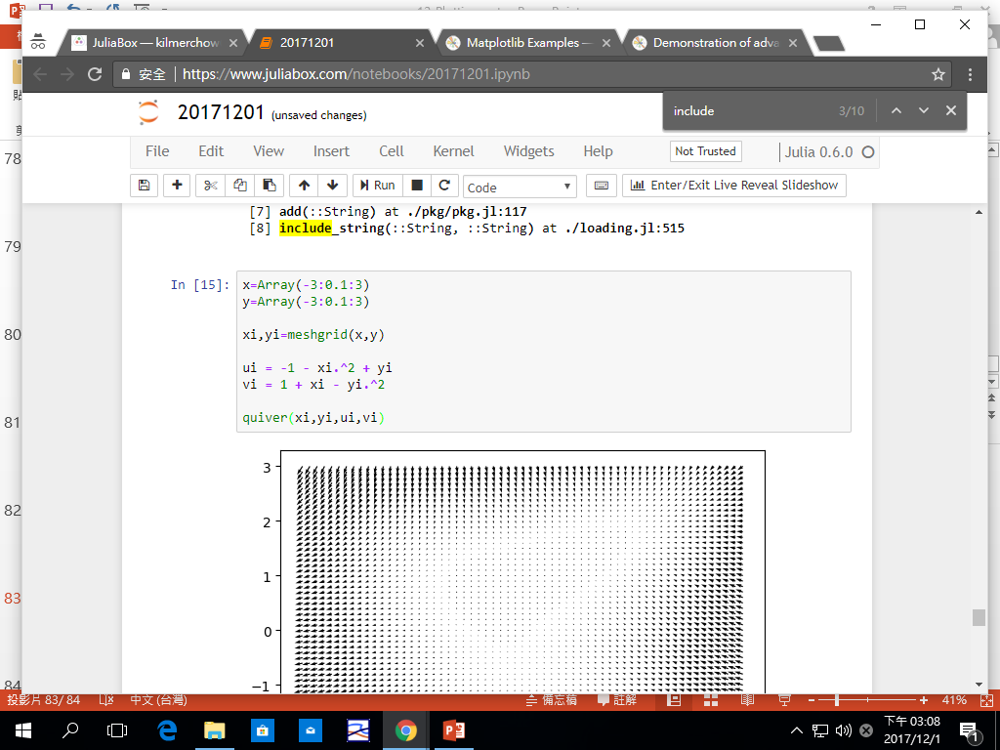 JuliaBox — kilmerchow
20171201
Matplotlib Examples —
Demonstration of adva
安全 | https://www.juliabox.com/notebooks/20171201.ipynb
20171201 (unsaved changes)
include 3/10
File Edit View Insert Cell Kernel Widgets Help Not Trusted Julia 0.6.0
Run Code Enter/Exit Live Reveal Slideshow
[7] add(::String) at ./pkg/pkg.jl:117
[8] include_string(::String, ::String) at ./loading.jl:515
In [15]: x=Array(-3:0.1:3)
y=Array(-3:0.1:3)
xi,yi=meshgrid(x,y)
ui = -1 - xi.^2 + yi
vi = 1 + xi - yi.^2
quiver(xi,yi,ui,vi)
3
2
1
0
−1
78
79
80
81
82
83
84
投影片 83/ 84 中文 (台灣) 備忘稿 註解 41%
下午 03:08
2017/12/1
1